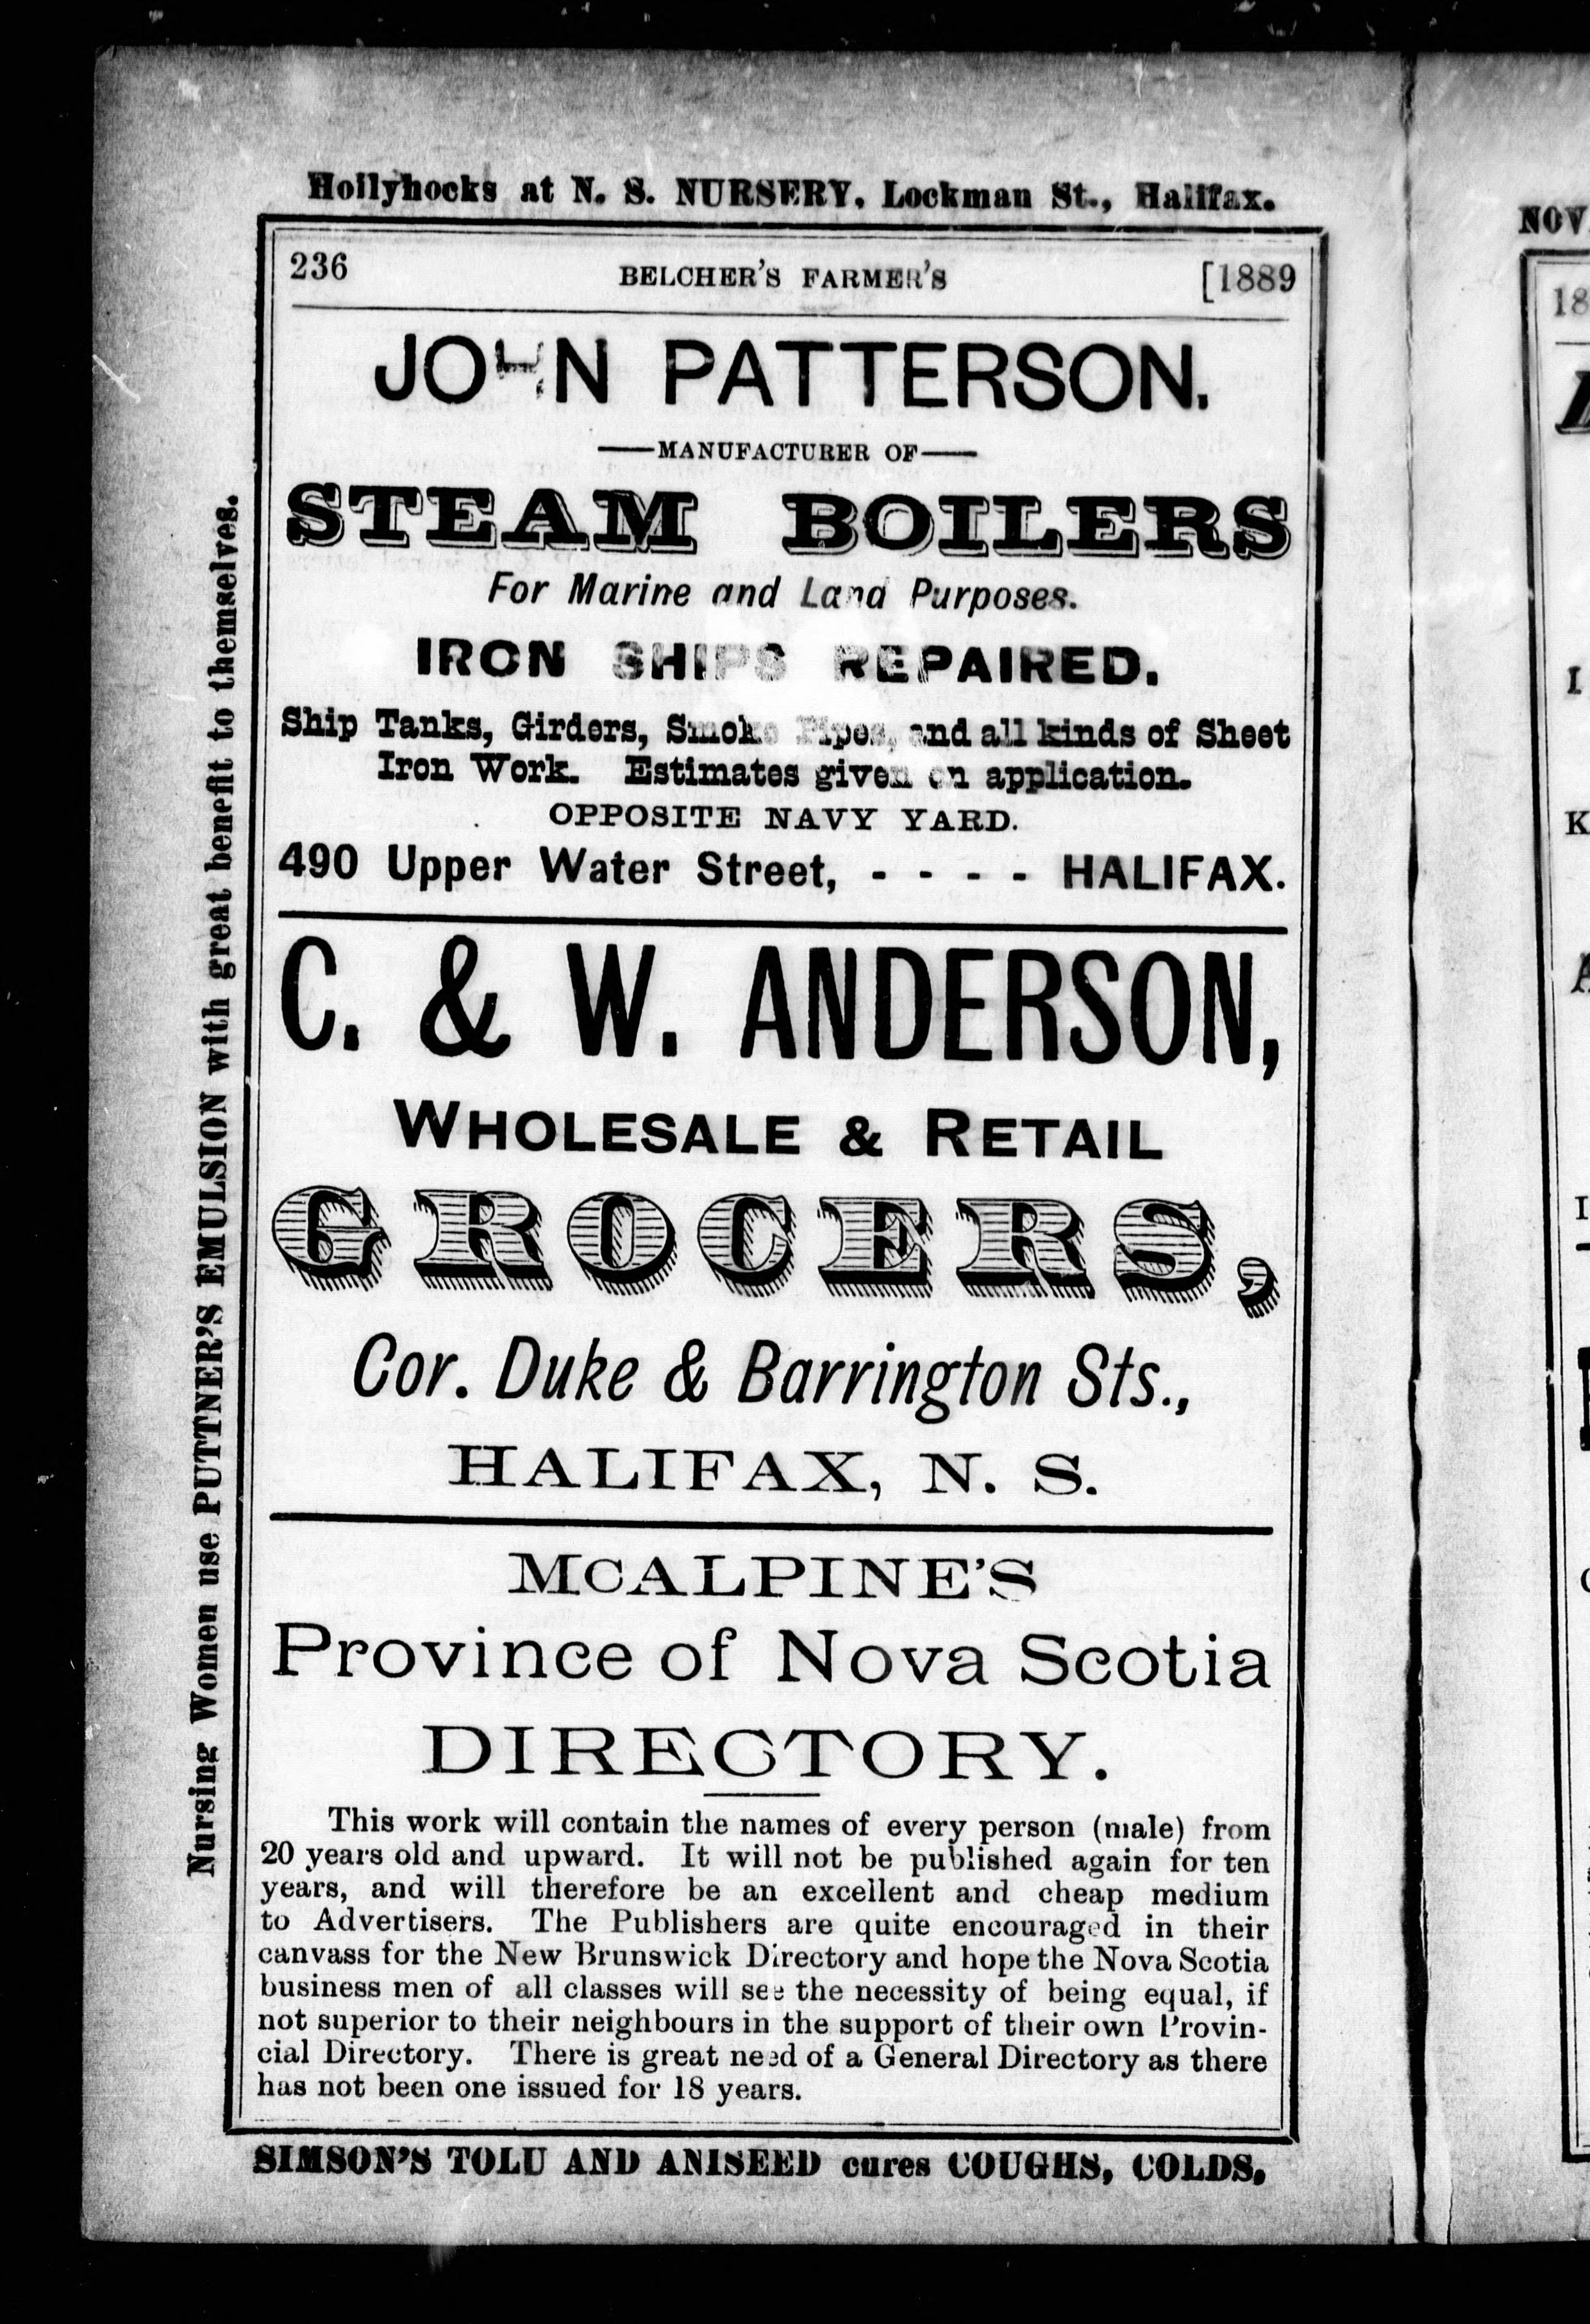 Hollyhocks at N. S. NURSERY, Lockman St., Halifax.
236 BELCHER'S FARMER'S [1889
JOHN PATTERSON.
MANUFACTURER OF
STEAM BOILERS
For Marine and Land Purposes.
IRON SHIPS REPAIRED.
Ship Tanks, Girders, Smoke Pipes, and all kinds of Sheet
Iron Work. Estimates given on application.
OPPOSITE NAVY YARD.
490 Upper Water Street, - - - - HALIFAX.
C. & W. ANDERSON,
WHOLESALE & RETAIL
GROCERS,
Cor. Duke & Barrington Sts.,
HALIFAX, N. S.
MCALPINE'S
Province of Nova Scotia
DIRECTORY.
This work will contain the names of every person (male) from
20 years old and upward. It will not be published again for ten
years, and will therefore be an excellent and cheap medium
to Advertisers. The Publishers are quite encouraged in their
canvass for the New Brunswick Directory and hope the Nova Scotia
business men of all classes will see the necessity of being equal, if
not superior to their neighbours in the support of their own Provin-
cial Directory. There is great need of a General Directory as there
has not been one issued for 18 years.
SIMSON'S TOLU AND ANISEED cures COUGHS, COLDS,
Nursing Women use PUTTNER'S EMULSION with great benefit to themselves.
NOV
18